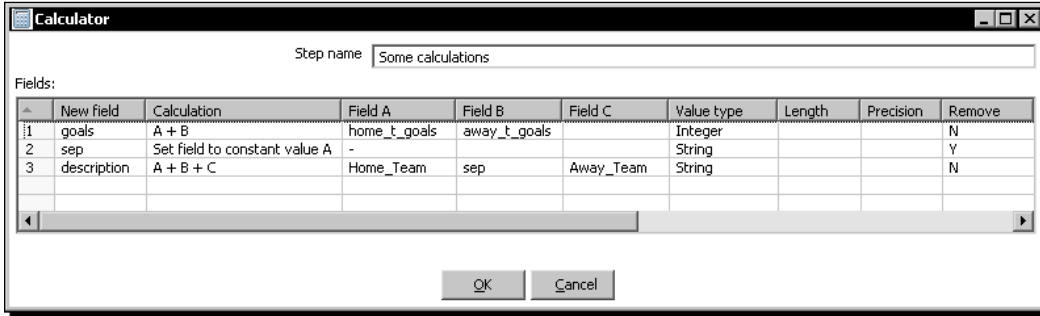 Calculator
Step name Some calculations
Fields:
New field Calculation Field A Field B Field C Value type Length Precision Remove
1 goals A + B home_t_goals away_t_goals Integer N
2 sep Set field to constant value A - String Y
3 description A + B + C Home_Team sep Away_Team String N
OK Cancel